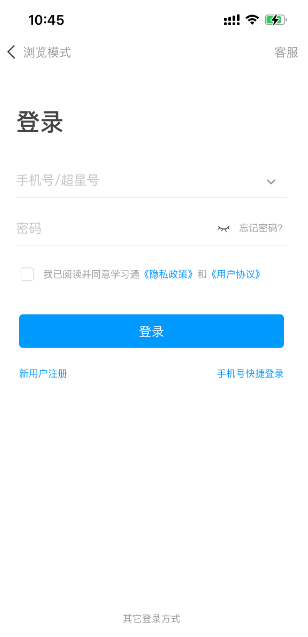 10:45
浏览模式 客服
登录
手机号/超星号
密码 忘记密码?
我已阅读并同意学习通《隐私政策》和《用户协议》
登录
新用户注册 手机号快捷登录
其它登录方式